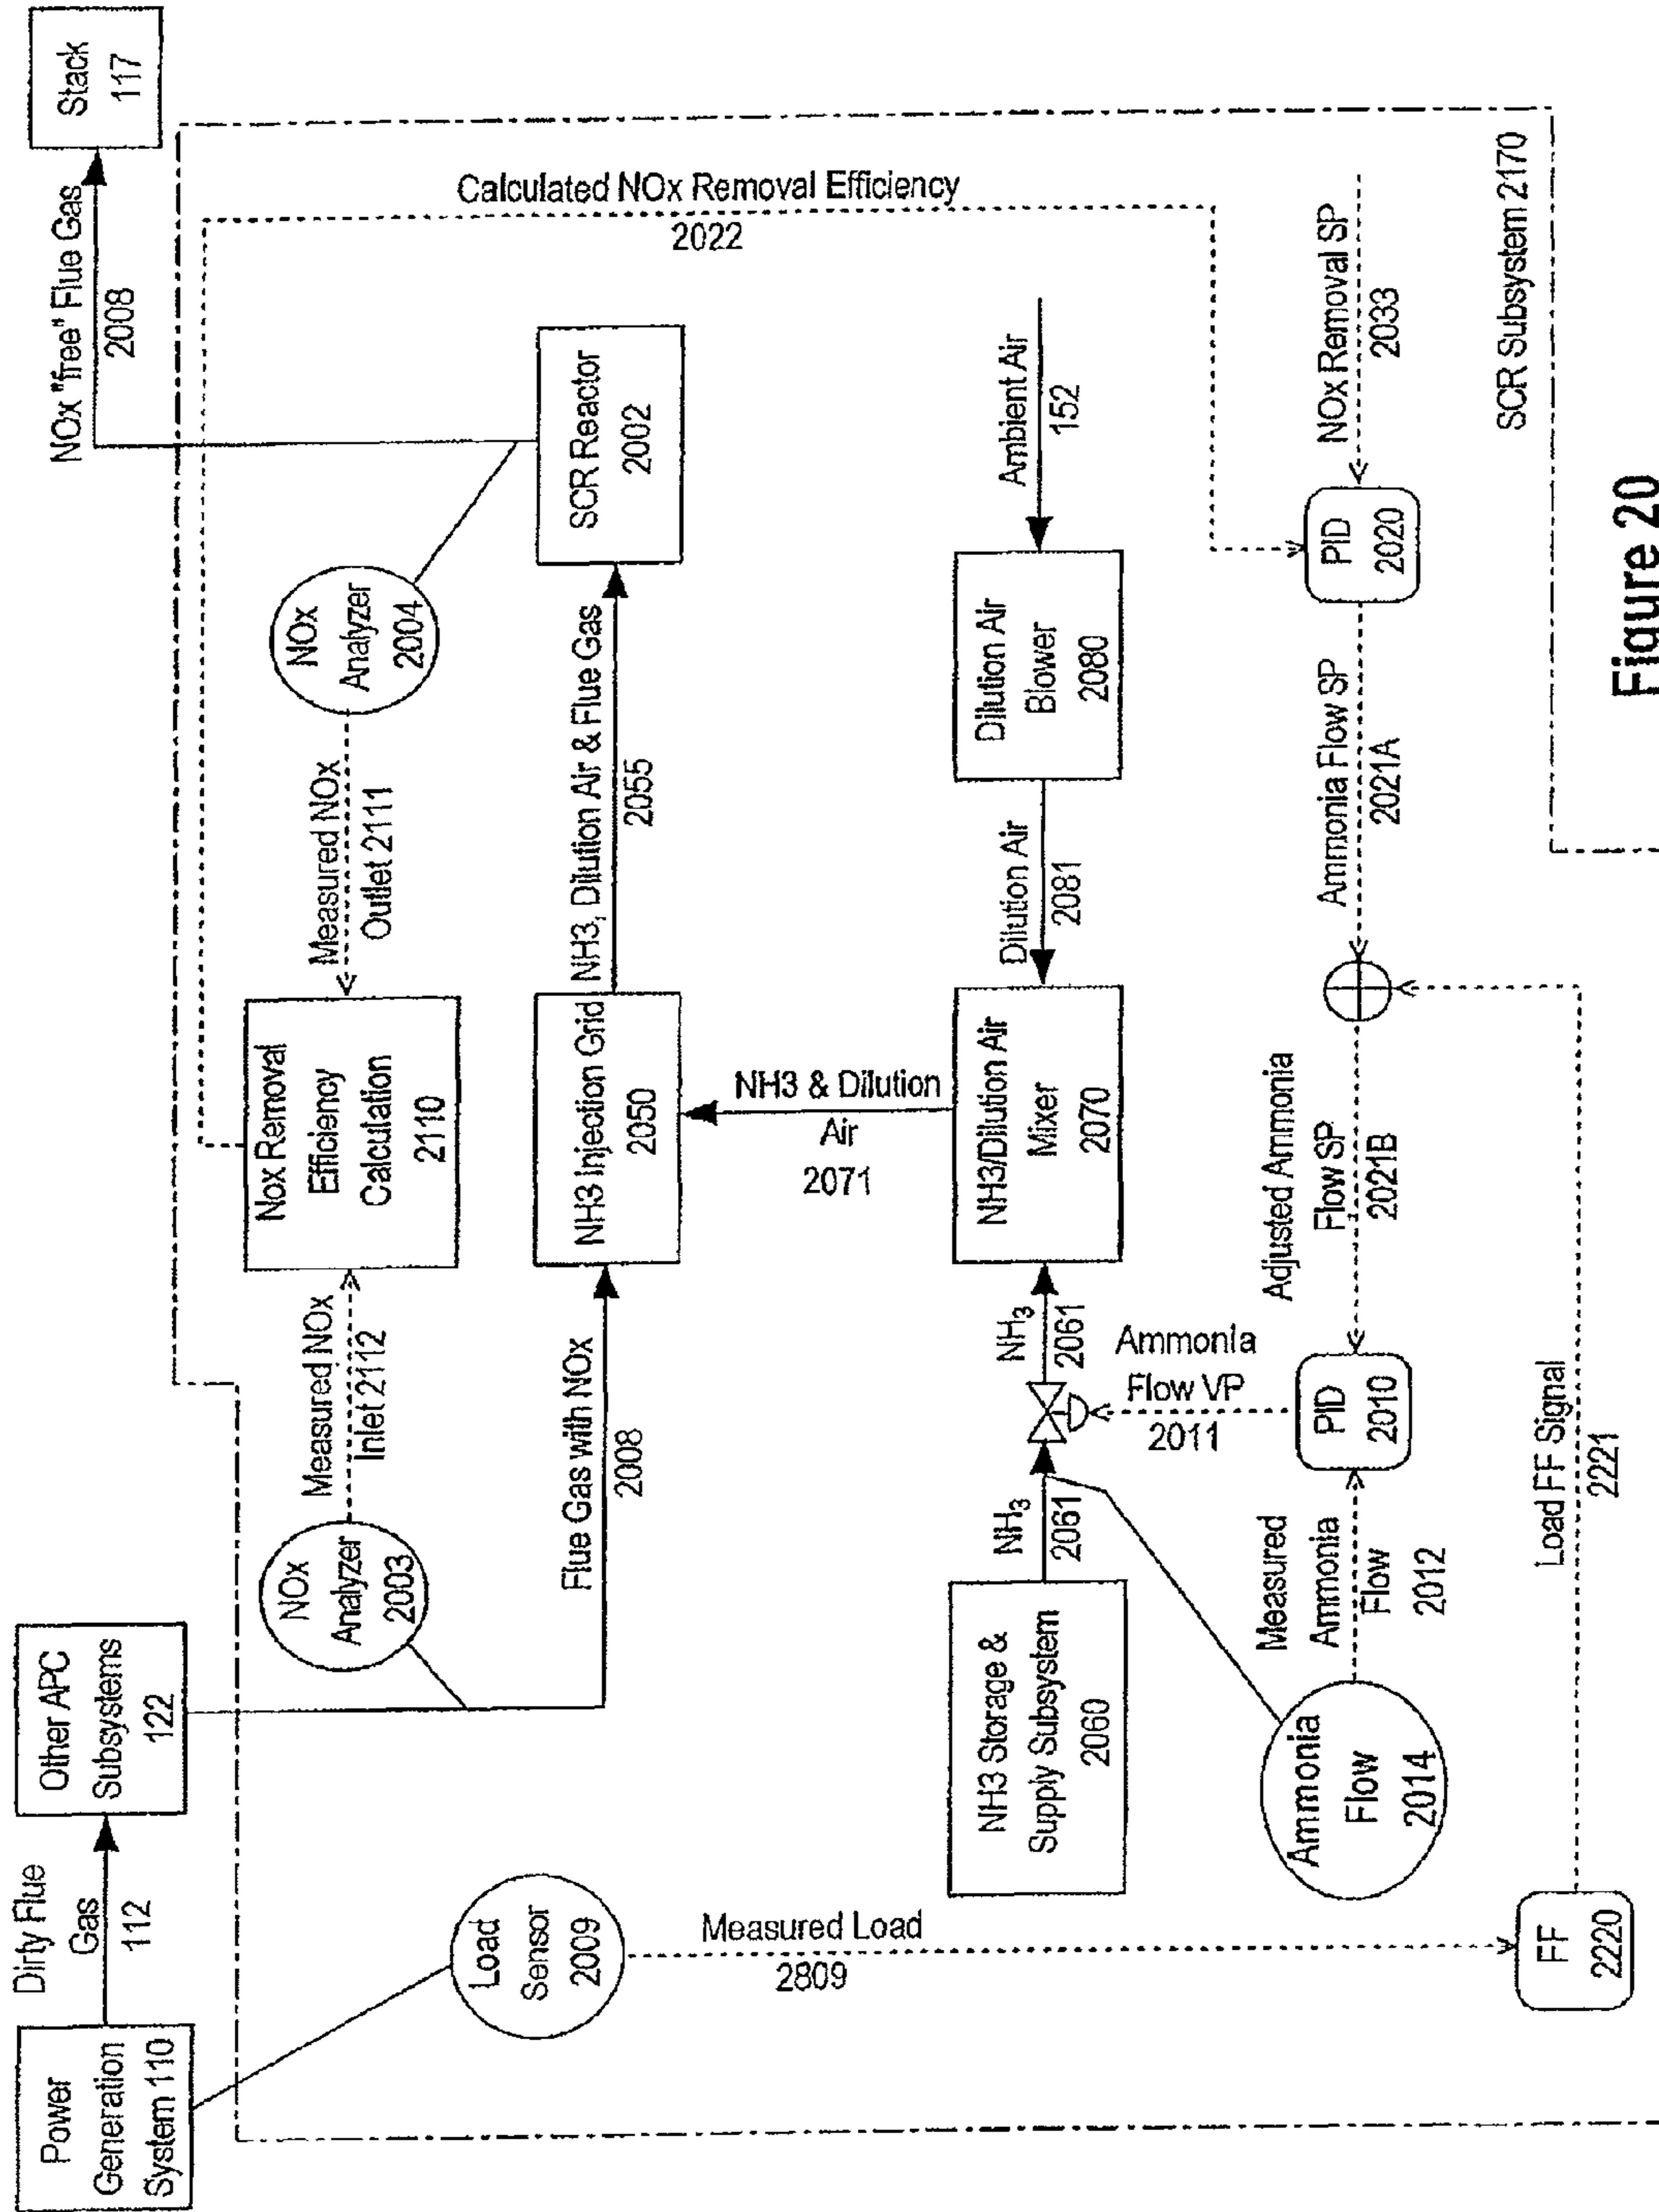 Power
Generation
System 110
Dirty Flue
Gas
112
Other APC
Subsystems
122
NOx "free" Flue Gas
2008
Stack
117
Load
Sensor
2009
Measured Load
2809
NOx
Analyzer
2003
Measured NOx
Inlet 2112
Nox Removal
Efficiency
Calculation
2110
Measured NOx
Outlet 2111
NOx
Analyzer
2004
Calculated NOx Removal Efficiency
2022
Flue Gas with NOx
2008
NH3 Injection Grid
2050
NH3, Dilution Air & Flue Gas
2055
SCR Reactor
2002
NH3 & Dilution
Air
2071
NH3 Storage &
Supply Subsystem
2060
NH₃
2061
NH₃
2061
NH3/Dilution Air
Mixer
2070
Dilution Air
2081
Dilution Air
Blower
2080
Ambient Air
152
Ammonia
Flow VP
2011
Ammonia
Flow
2014
Measured
Ammonia
Flow
2012
PID
2010
Adjusted Ammonia
Flow SP
2021B
Ammonia Flow SP
2021A
PID
2020
NOx Removal SP
2033
FF
2220
Load FF Signal
2221
SCR Subsystem 2170
Figure 20